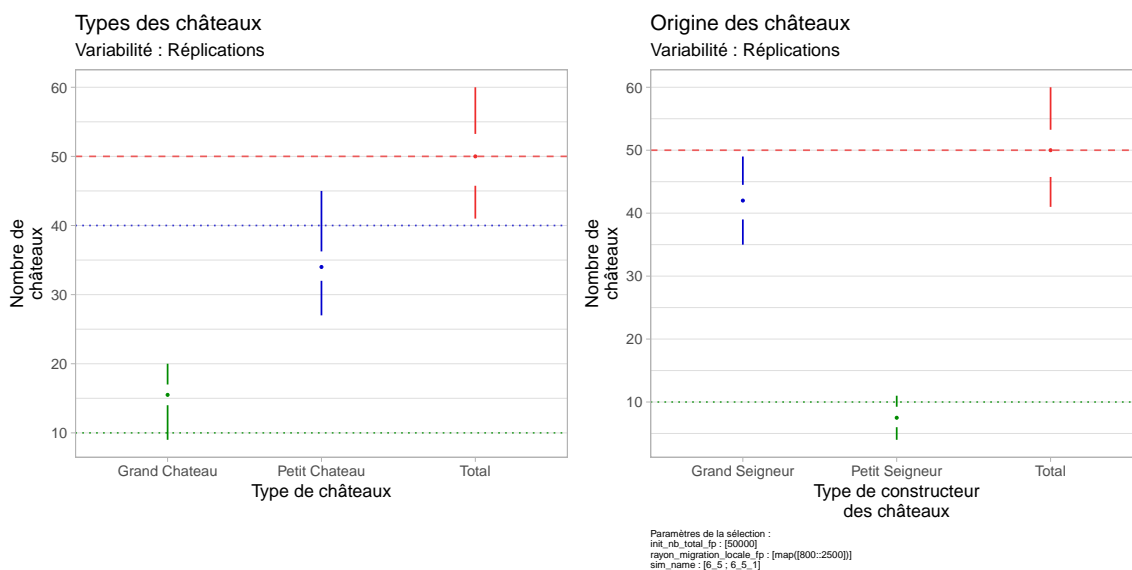 Types des châteaux
Variabilité : Réplications
60
50
40
30
20
10
Nombre de
châteaux
Grand Chateau
Petit Chateau
Total
Type de châteaux
Origine des châteaux
Variabilité : Réplications
60
50
40
30
20
10
Nombre de
châteaux
Grand Seigneur
Petit Seigneur
Total
Type de constructeur
des châteaux
Paramètres de la sélection :
init_nb_total_fp : [50000]
rayon_migration_locale_fp : [map([800::2500])]
sim_name : [6_5 ; 6_5_1]